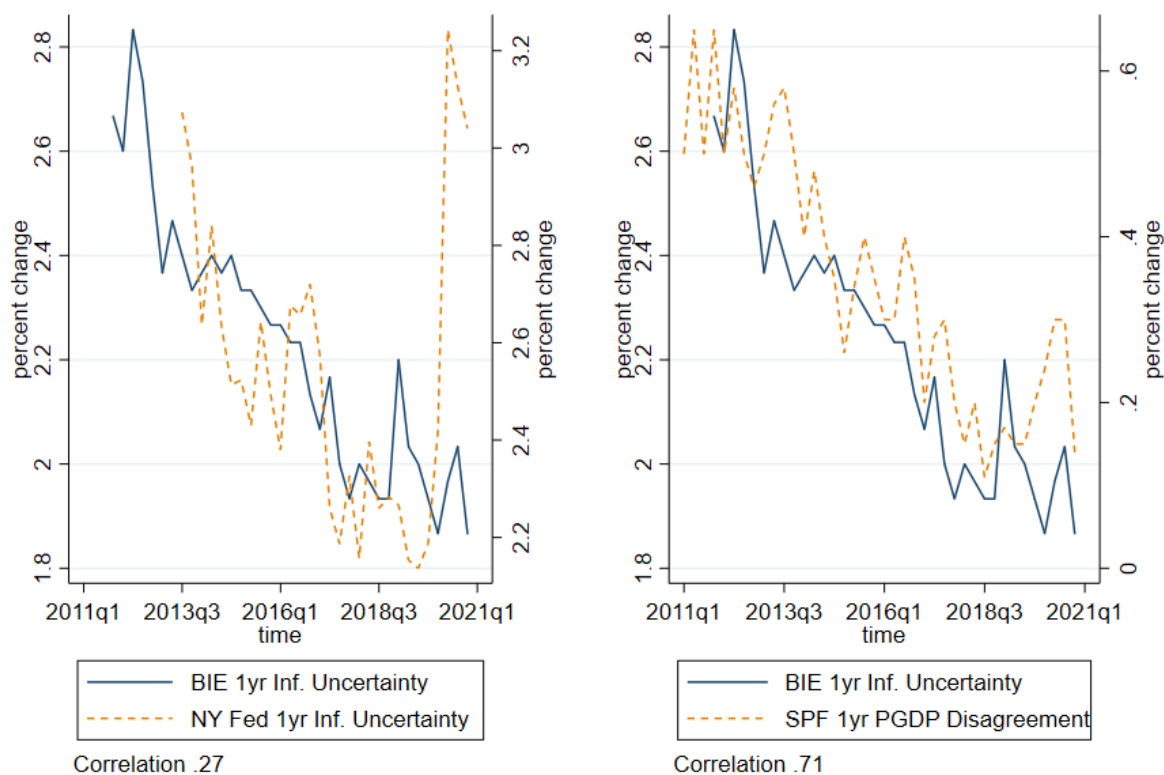 percent change
2.8
2.6
2.4
2.2
2
1.8
percent change
3.2
3
2.8
2.6
2.4
2.2
2011q1 2013q3 2016q1 2018q3 2021q1
time
BIE 1yr Inf. Uncertainty
NY Fed 1yr Inf. Uncertainty
Correlation .27
percent change
2.8
2.6
2.4
2.2
2
1.8
percent change
.6
.4
.2
0
2011q1 2013q3 2016q1 2018q3 2021q1
time
BIE 1yr Inf. Uncertainty
SPF 1yr PGDP Disagreement
Correlation .71